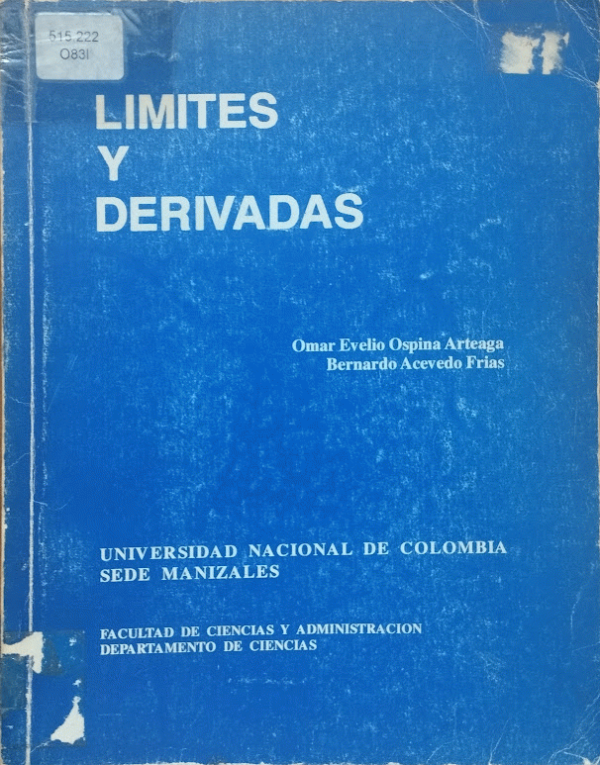 515.222
O83l
LIMITES
Y
DERIVADAS
Omar Evelio Ospina Arteaga
Bernardo Acevedo Frias
UNIVERSIDAD NACIONAL DE COLOMBIA
SEDE MANIZALES
FACULTAD DE CIENCIAS Y ADMINISTRACION
DEPARTAMENTO DE CIENCIAS